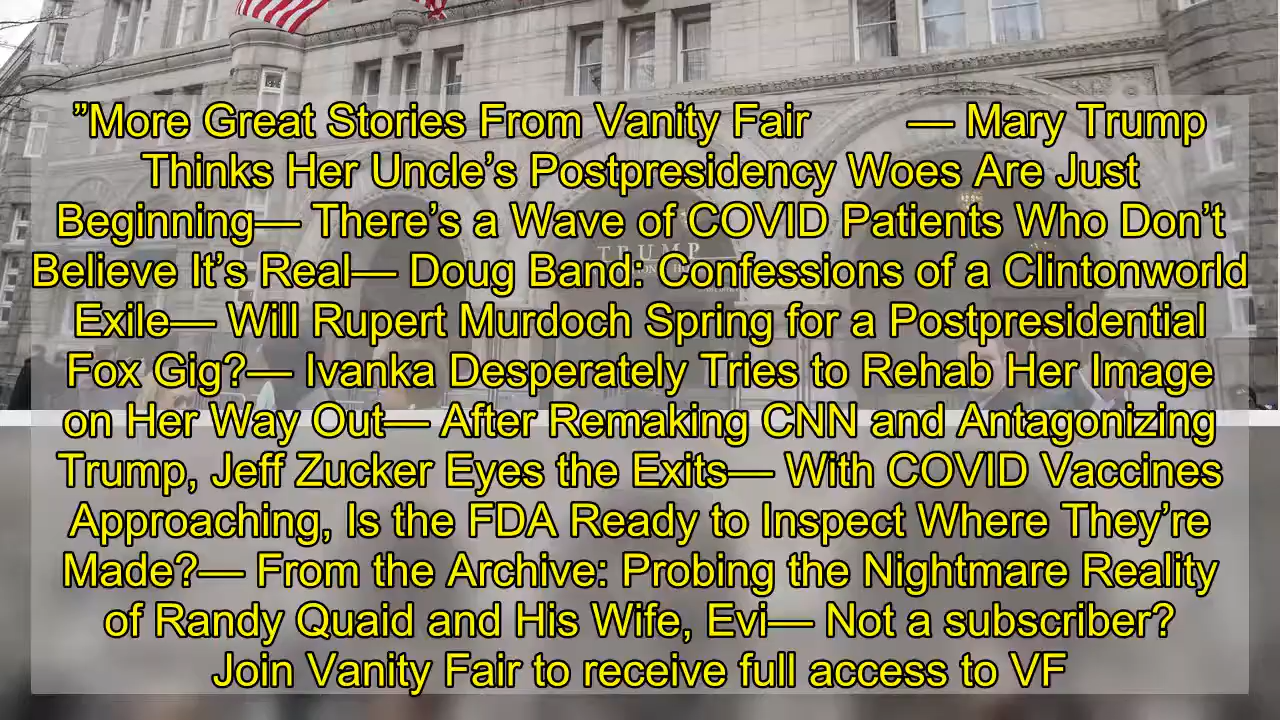 ”More Great Stories From Vanity Fair — Mary Trump
Thinks Her Uncle’s Postpresidency Woes Are Just
Beginning— There’s a Wave of COVID Patients Who Don’t
Believe It’s Real— Doug Band: Confessions of a Clintonworld
Exile— Will Rupert Murdoch Spring for a Postpresidential
Fox Gig?— Ivanka Desperately Tries to Rehab Her Image
on Her Way Out— After Remaking CNN and Antagonizing
Trump, Jeff Zucker Eyes the Exits— With COVID Vaccines
Approaching, Is the FDA Ready to Inspect Where They’re
Made?— From the Archive: Probing the Nightmare Reality
of Randy Quaid and His Wife, Evi— Not a subscriber?
Join Vanity Fair to receive full access to VF
TRUMP